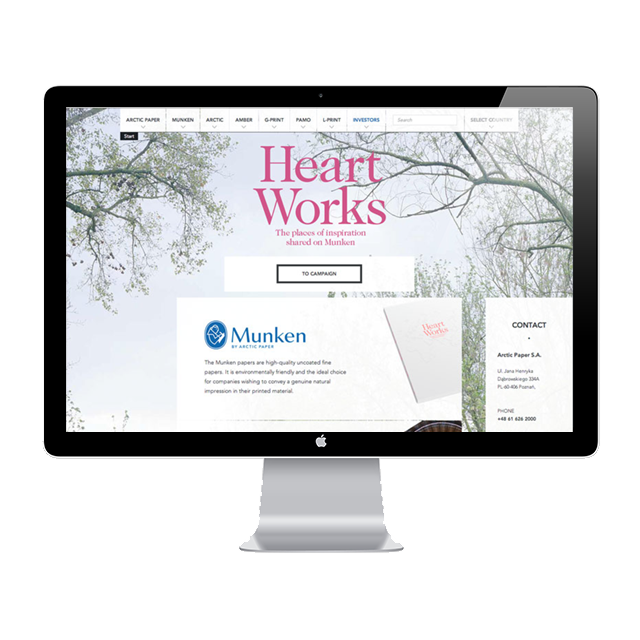 ARCTIC PAPER MUNKEN ARCTIC AMBER G-PRINT PAMO L-PRINT INVESTORS Search SELECT COUNTRY
Start
Heart
Works
The places of inspiration
shared on Munken
TO CAMPAIGN
Munken
BY ARCTIC PAPER
The Munken papers are high-quality uncoated fine
papers. It is environmentally friendly and the ideal choice
for companies wishing to convey a genuine natural
impression in their printed material.
Heart
Works
CONTACT
Arctic Paper S.A.
Ul. Jana Henryka
Dąbrowskiego 334A
PL-60 406 Poznań,
PHONE
+48 61 626 2000